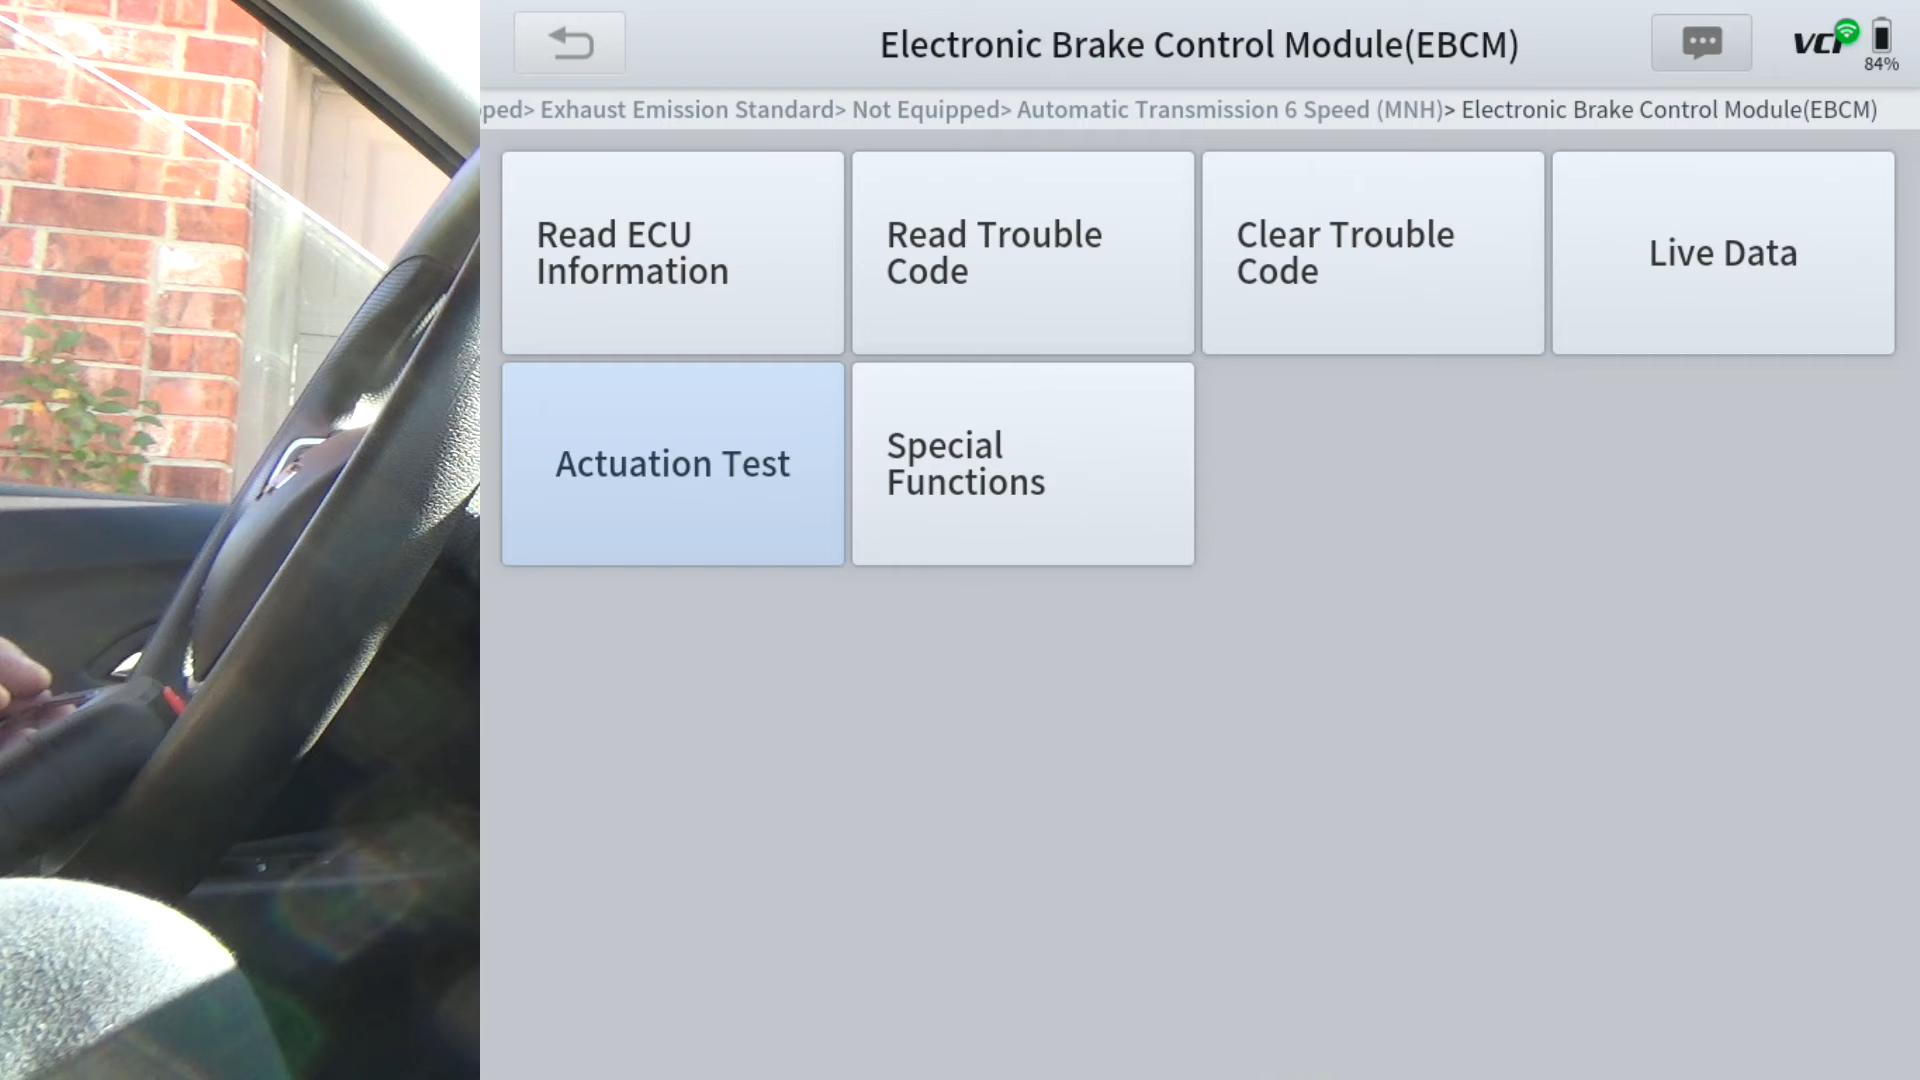 Electronic Brake Control Module(EBCM)
VCI
84%
pped> Exhaust Emission Standard> Not Equipped> Automatic Transmission 6 Speed (MNH)> Electronic Brake Control Module(EBCM)
Read ECU
Information
Read Trouble
Code
Clear Trouble
Code
Live Data
Actuation Test
Special
Functions